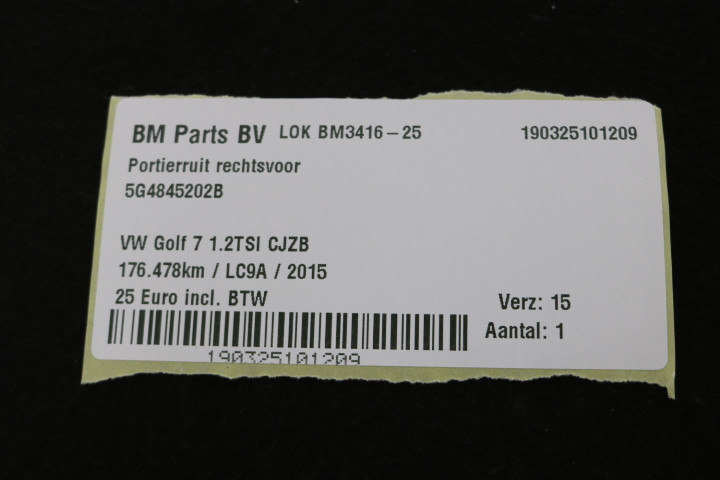 BM Parts BV LOK BM3416-25 190325101209
Portierruit rechtsvoor
5G4845202B
VW Golf 7 1.2TSI CJZB
176.478km / LC9A / 2015
25 Euro incl. BTW Verz: 15
Aantal: 1
190325101209